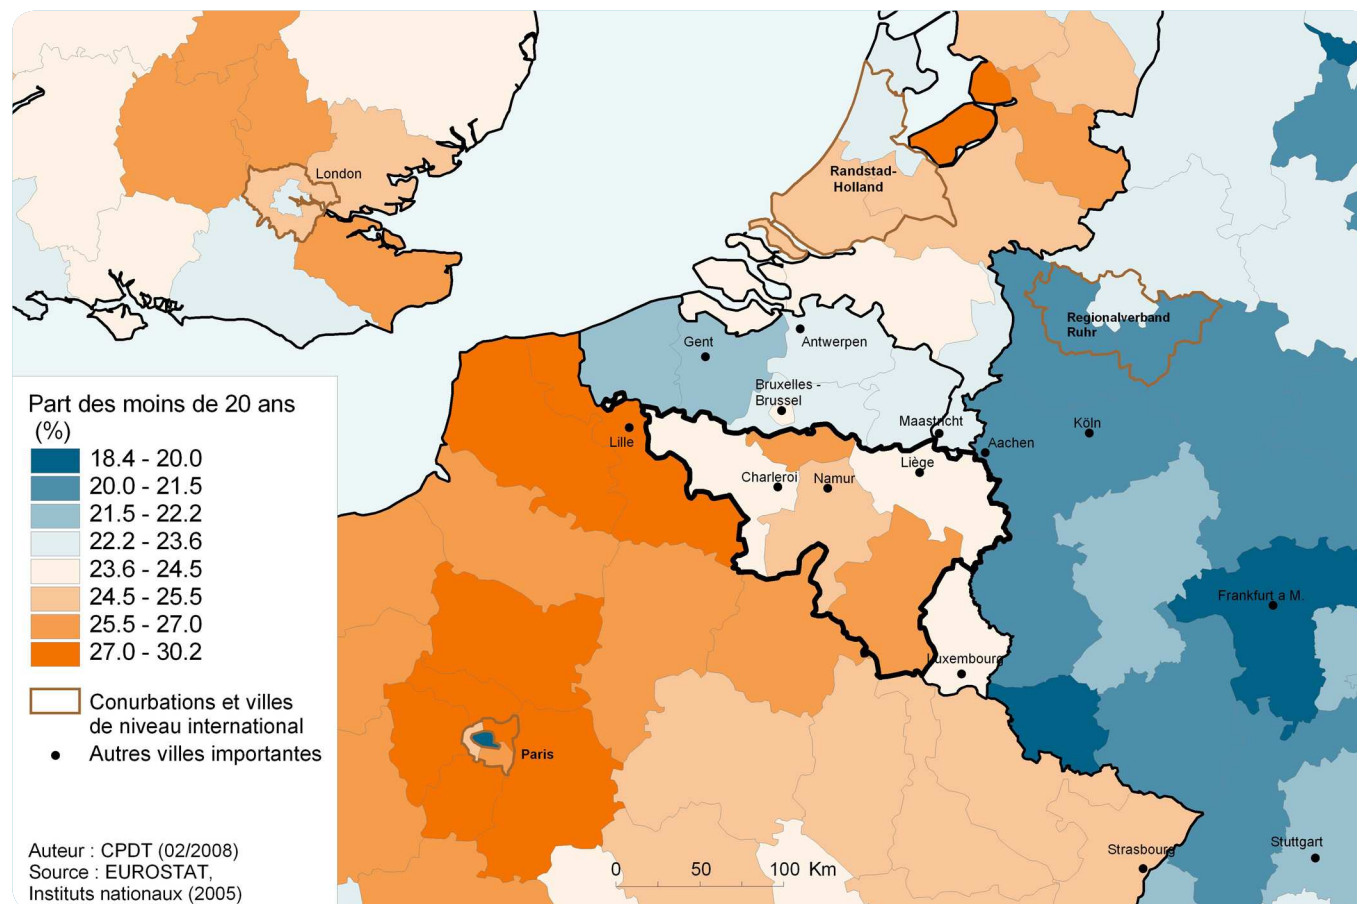 London
Randstad-
Holland
Regionalverband
Ruhr
Gent
Antwerpen
Bruxelles -
Brussel
Maastricht
Köln
Aachen
Lille
Liège
Charleroi
Namur
Frankfurt a M.
Luxembourg
Paris
Strasbourg
Stuttgart
Part des moins de 20 ans
(%)
18.4 - 20.0
20.0 - 21.5
21.5 - 22.2
22.2 - 23.6
23.6 - 24.5
24.5 - 25.5
25.5 - 27.0
27.0 - 30.2
Conurbations et villes
de niveau international
Autres villes importantes
Auteur : CPDT (02/2008)
Source : EUROSTAT,
Instituts nationaux (2005)
0 50 100 Km